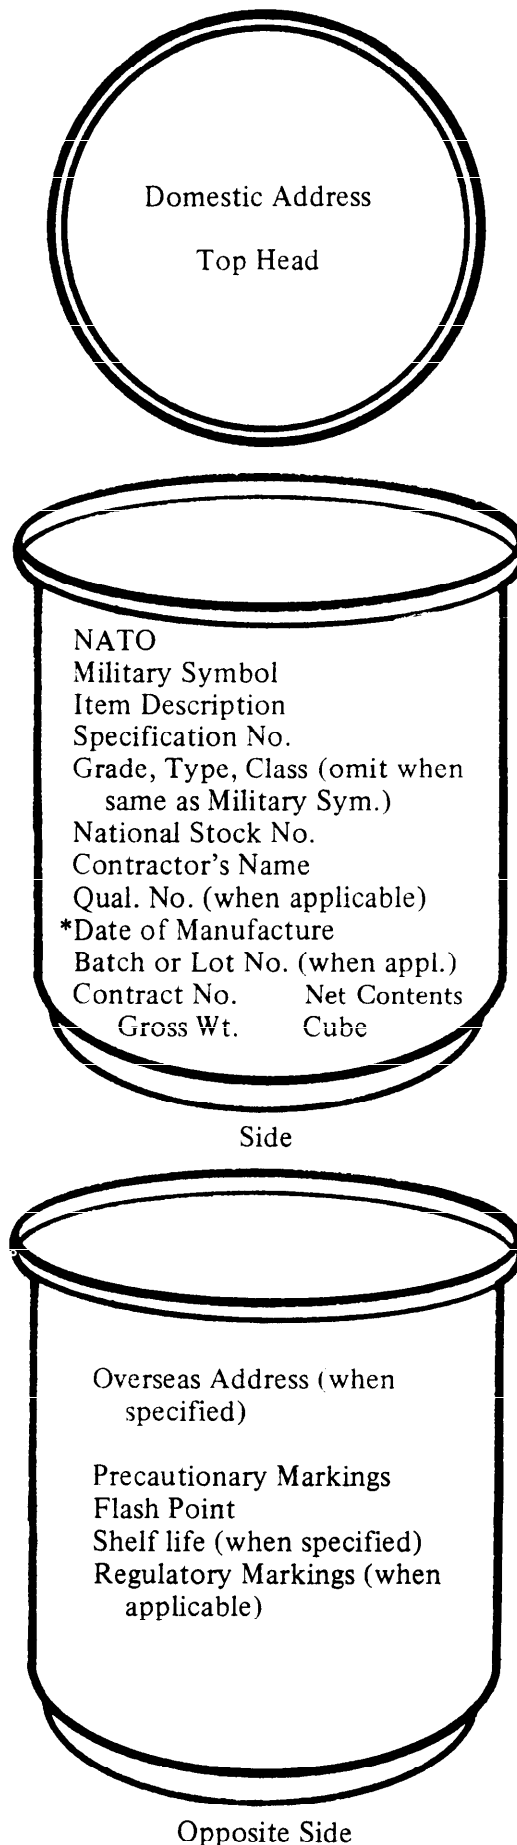 Domestic Address
Top Head
NATO
Military Symbol
Item Description
Specification No.
Grade, Type, Class (omit when
same as Military Sym.)
National Stock No.
Contractor's Name
Qual. No. (when applicable)
*Date of Manufacture
Batch or Lot No. (when appl.)
Contract No. Net Contents
Gross Wt. Cube
Side
Overseas Address (when
specified)
Precautionary Markings
Flash Point
Shelf life (when specified)
Regulatory Markings (when
applicable)
Opposite Side